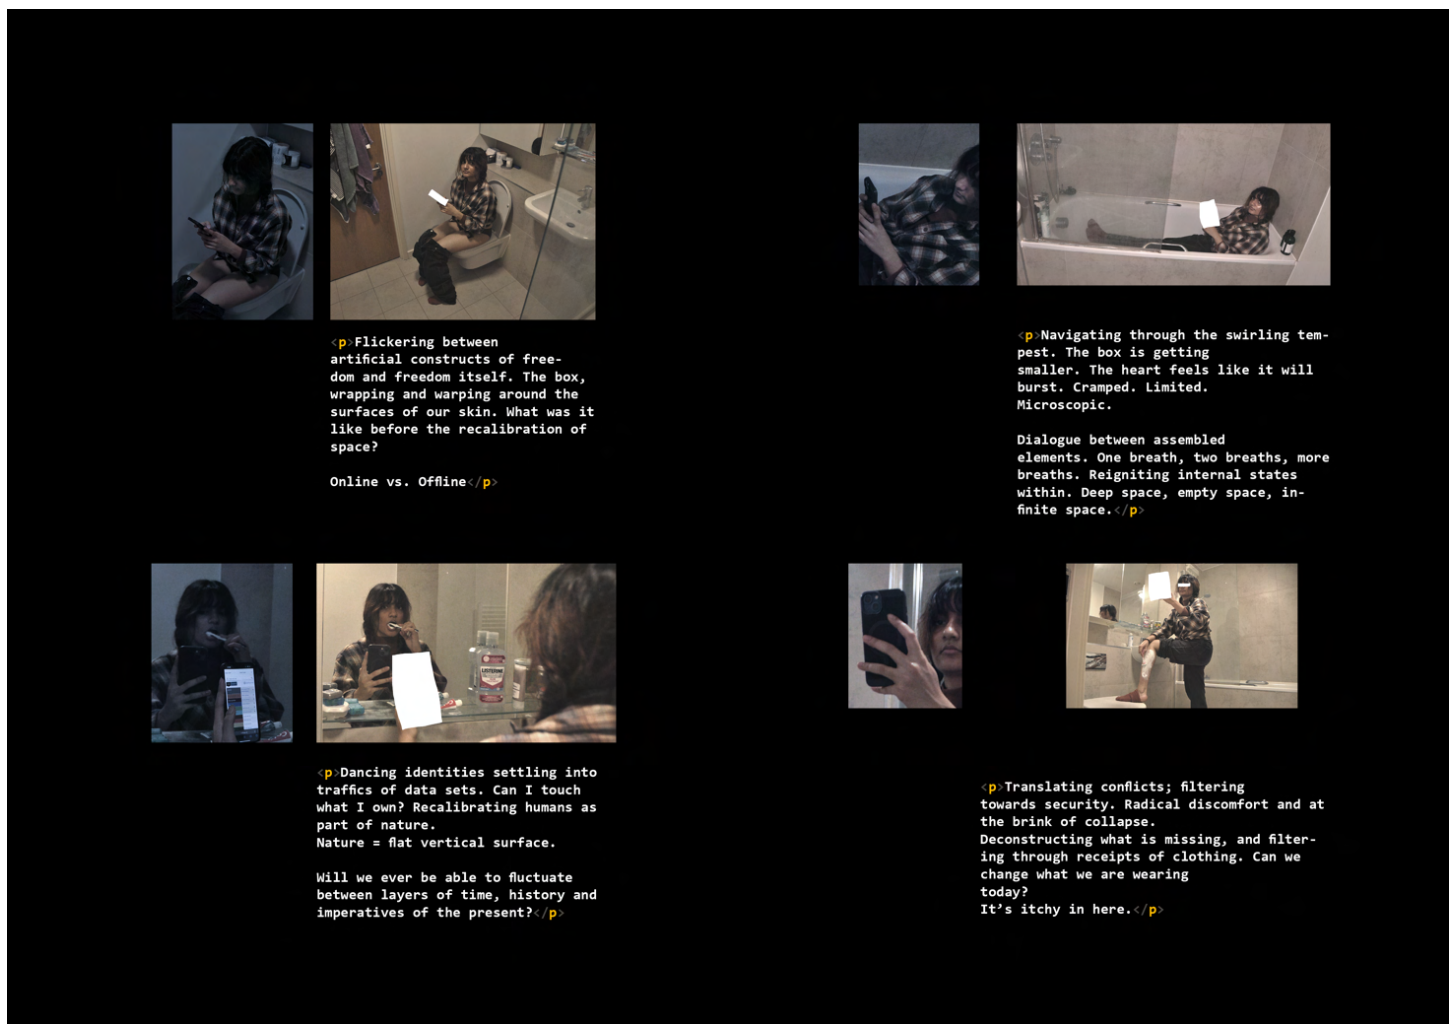 <p>Flickering between
artificial constructs of free-
dom and freedom itself. The box,
wrapping and warping around the
surfaces of our skin. What was it
like before the recalibration of
space?
Online vs. Offline</p>
<p>Navigating through the swirling tem-
pest. The box is getting
smaller. The heart feels like it will
burst. Cramped. Limited.
Microscopic.
Dialogue between assembled
elements. One breath, two breaths, more
breaths. Reigniting internal states
within. Deep space, empty space, in-
finite space.</p>
LISTERINE
<p>Dancing identities settling into
traffics of data sets. Can I touch
what I own? Recalibrating humans as
part of nature.
Nature = flat vertical surface.
Will we ever be able to fluctuate
between layers of time, history and
imperatives of the present?</p>
<p>Translating conflicts; filtering
towards security. Radical discomfort and at
the brink of collapse.
Deconstructing what is missing, and filter-
ing through receipts of clothing. Can we
change what we are wearing
today?
It’s itchy in here.</p>